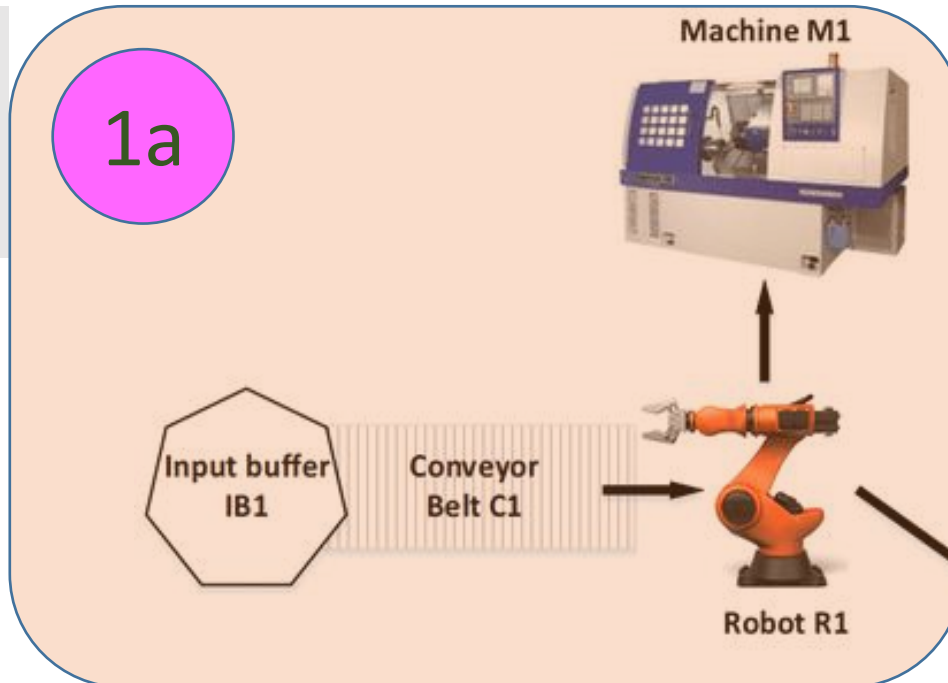 Machine M1
1a
Input buffer
IB1
Conveyor
Belt C1
Robot R1